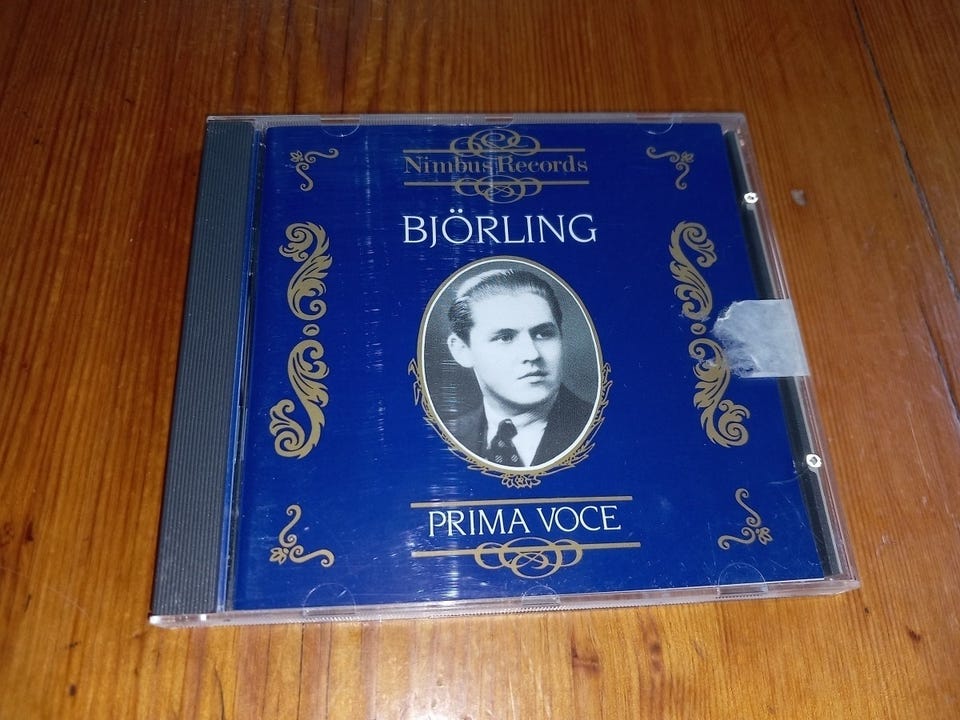 Nimbus Records
BJÖRLING
PRIMA VOCE